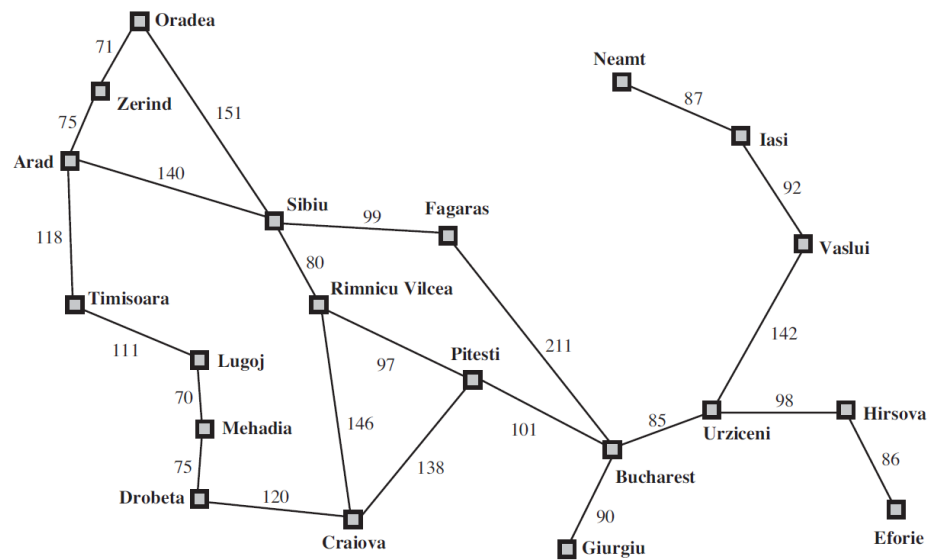 Oradea
71
Neamt
Zerind
87
151
75
Iasi
Arad
140
92
Sibiu
Fagaras
99
118
Vaslui
80
Timisoara
Rimnicu Vilcea
142
111
Lugoj
97
Pitesti
211
70
98
Hirsova
Mehadia
146
101
85
Urziceni
75
138
Bucharest
86
Drobeta
120
90
Craiova
Giurgiu
Eforie